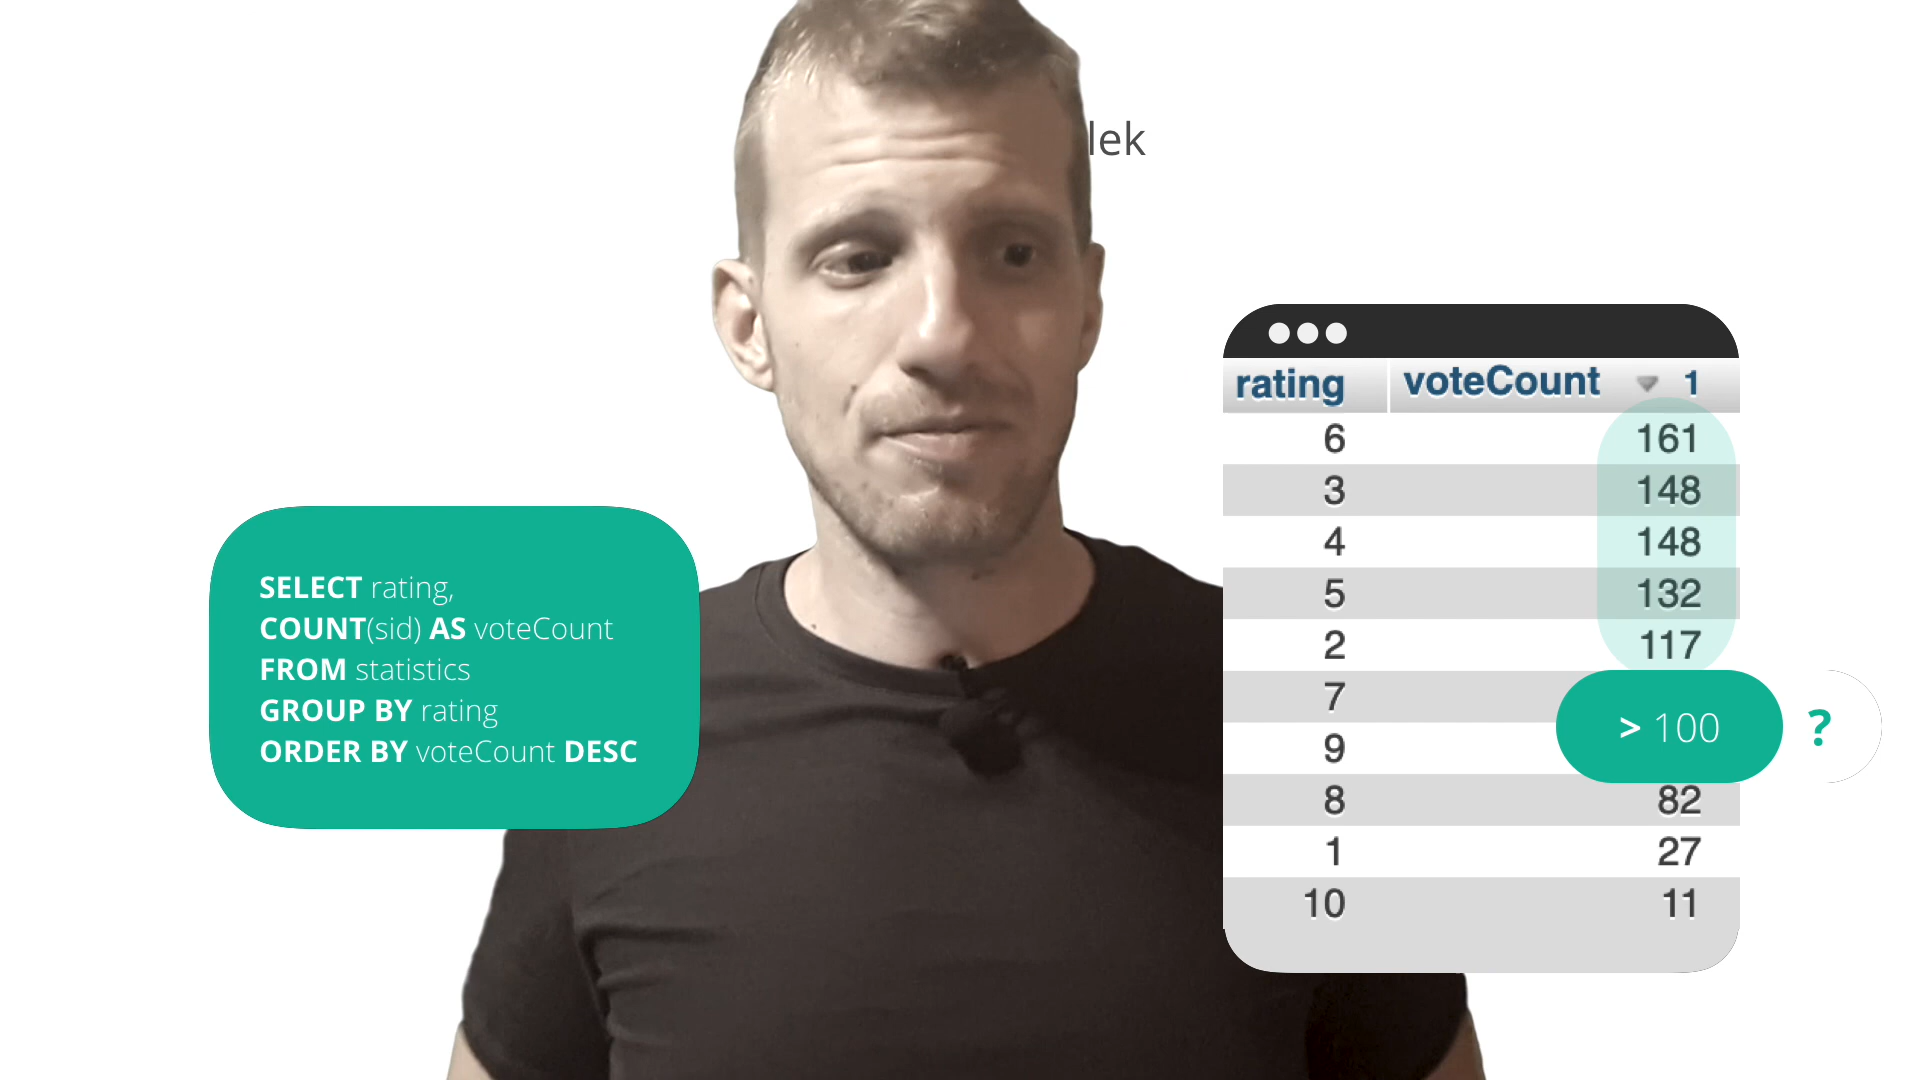 lek
SELECT rating,
COUNT(sid) AS voteCount
FROM statistics
GROUP BY rating
ORDER BY voteCount DESC
rating voteCount 1
6 161
3 148
4 148
5 132
2 117
7
> 100 ?
9
8 82
1 27
10 11